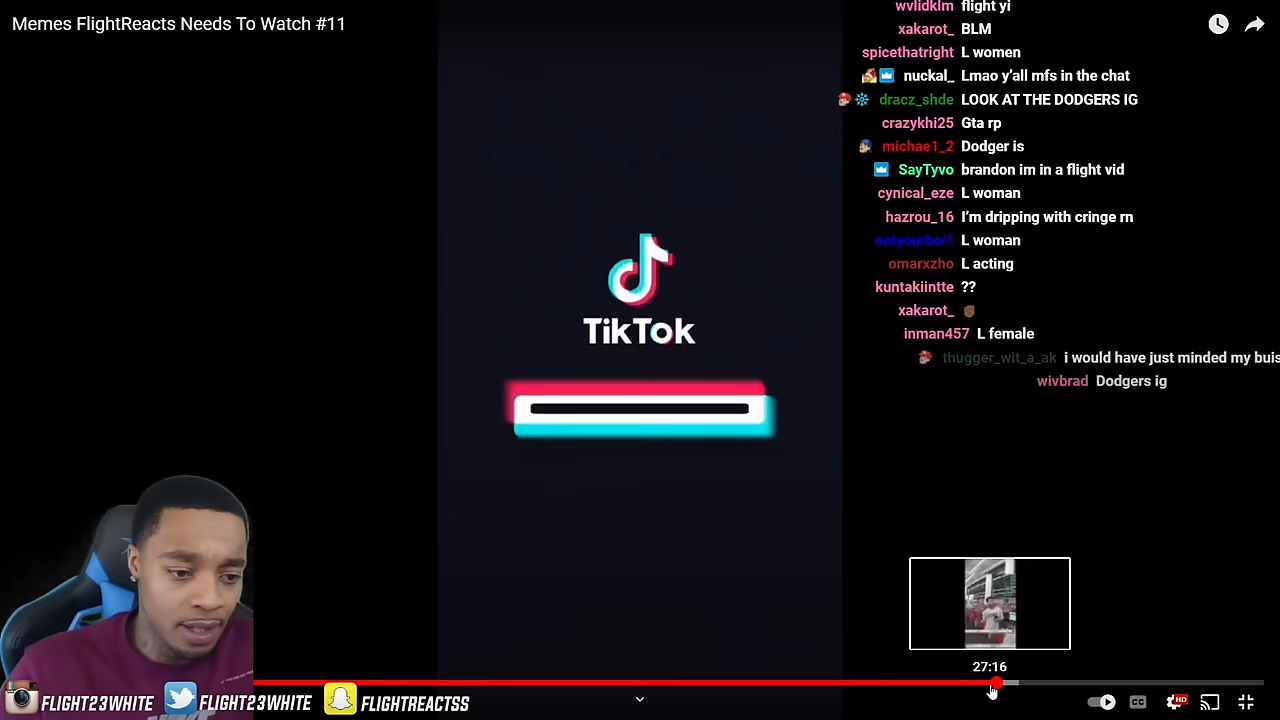 Memes FlightReacts Needs To Watch #11
wvlidklm flight yi
xakarot_ BLM
spicethatright L women
nuckal_ Lmao y'all mfs in the chat
dracz_shde LOOK AT THE DODGERS IG
crazykhi25 Gta rp
michae1_2 Dodger is
SayTyvo brandon im in a flight vid
cynical_eze L woman
hazrou_16 I'm dripping with cringe rn
notyourboi1 L woman
omarxzho L acting
kuntakiintte ??
xakarot_
inman457 L female
thugger_wit_a_ak i would have just minded my buis
wivbrad Dodgers ig
TikTok
27:16
FLIGHT23WHITE FLIGHT23WHITE FLIGHTREACTSS
CC HD